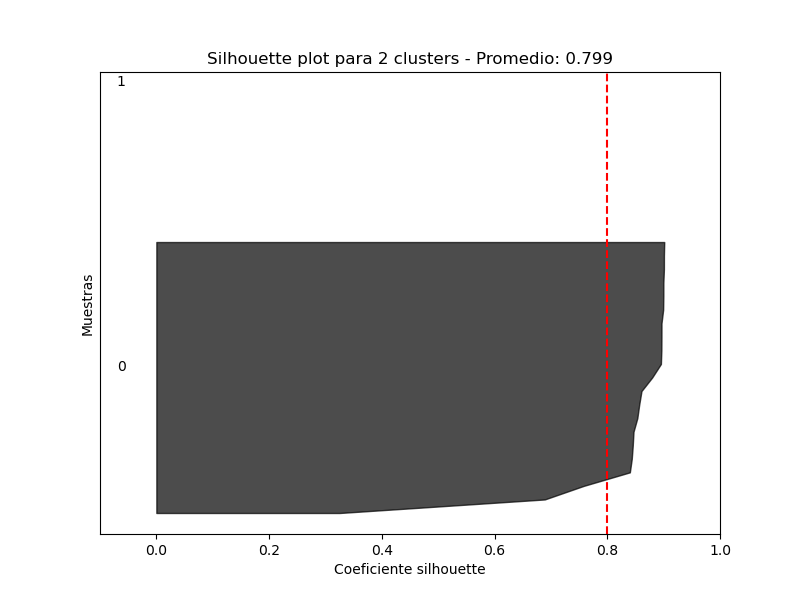 Silhouette plot para 2 clusters - Promedio: 0.799
1
0
Muestras
0.0 0.2 0.4 0.6 0.8 1.0
Coeficiente silhouette